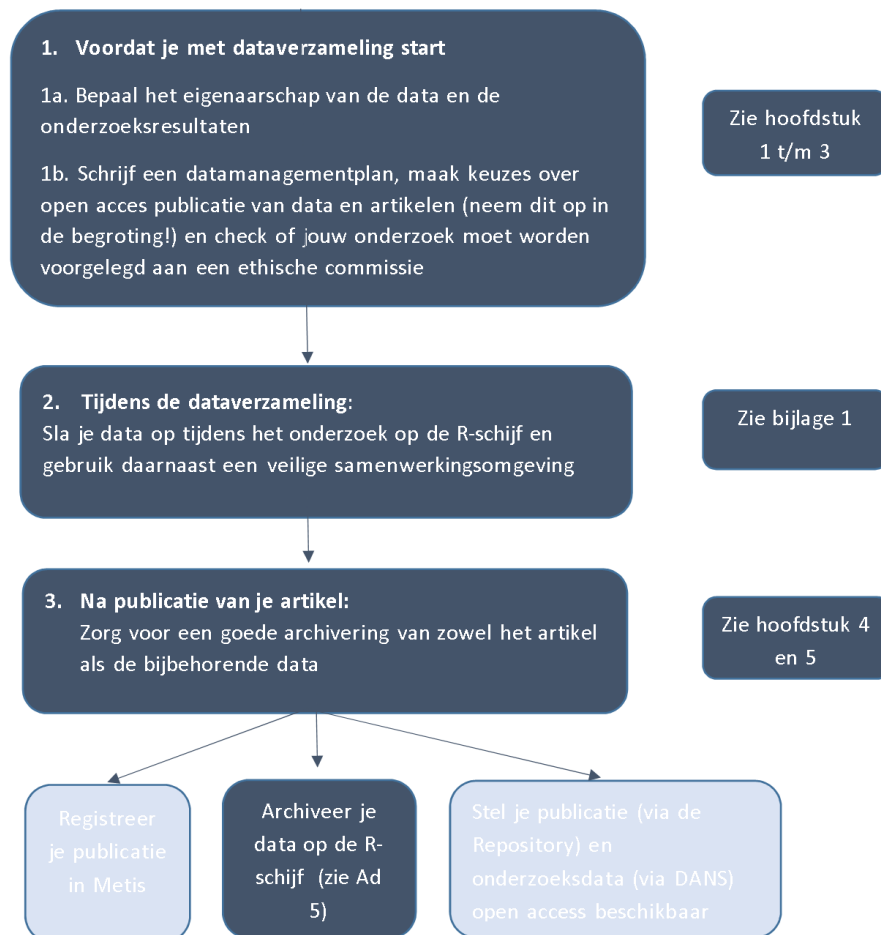 1. Voordat je met dataverzameling start
1a. Bepaal het eigenaarschap van de data en de
onderzoeksresultaten
1b. Schrijf een datamanagementplan, maak keuzes over
open acces publicatie van data en artikelen (neem dit op in
de begroting!) en check of jouw onderzoek moet worden
voorgelegd aan een ethische commissie
Zie hoofdstuk
1 t/m 3
2. Tijdens de dataverzameling:
Sla je data op tijdens het onderzoek op de R-schijf en
gebruik daarnaast een veilige samenwerkingsomgeving
Zie bijlage 1
3. Na publicatie van je artikel:
Zorg voor een goede archivering van zowel het artikel
als de bijbehorende data
Zie hoofdstuk 4
en 5
Registreer
je publicatie
in Metis
Archiveer je
data op de R-
schijf (zie Ad
5)
Stel je publicatie (via de
Repository) en
onderzoeksdata (via DANS)
open access beschikbaar